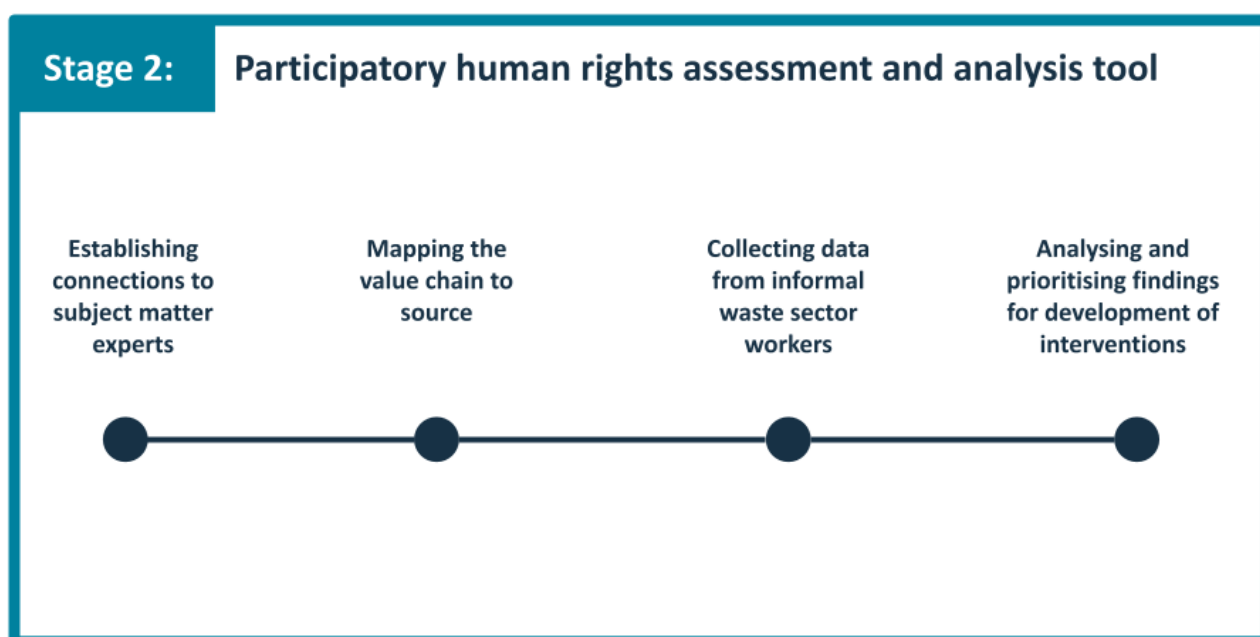 Stage 2:
Participatory human rights assessment and analysis tool
Establishing
connections to
subject matter
experts
Mapping the
value chain to
source
Collecting data
from informal
waste sector
workers
Analysing and
prioritising findings
for development of
interventions